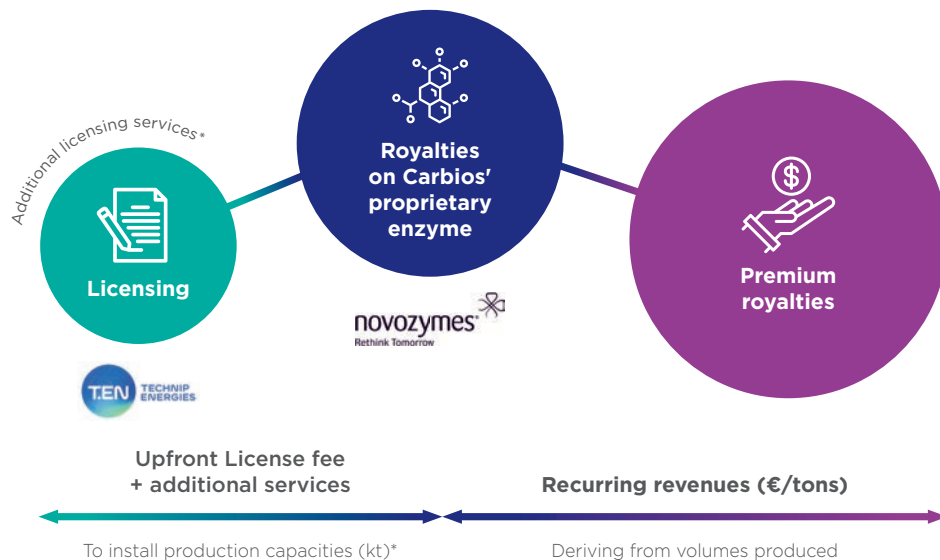 Additional licensing services*
Licensing
Royalties
on Carbios'
proprietary
enzyme
$
Premium
royalties
novozymes®
Rethink Tomorrow
T.EN
TECHNIP
ENERGIES
Upfront License fee
+ additional services
Recurring revenues (€/tons)
To install production capacities (kt)*
Deriving from volumes produced